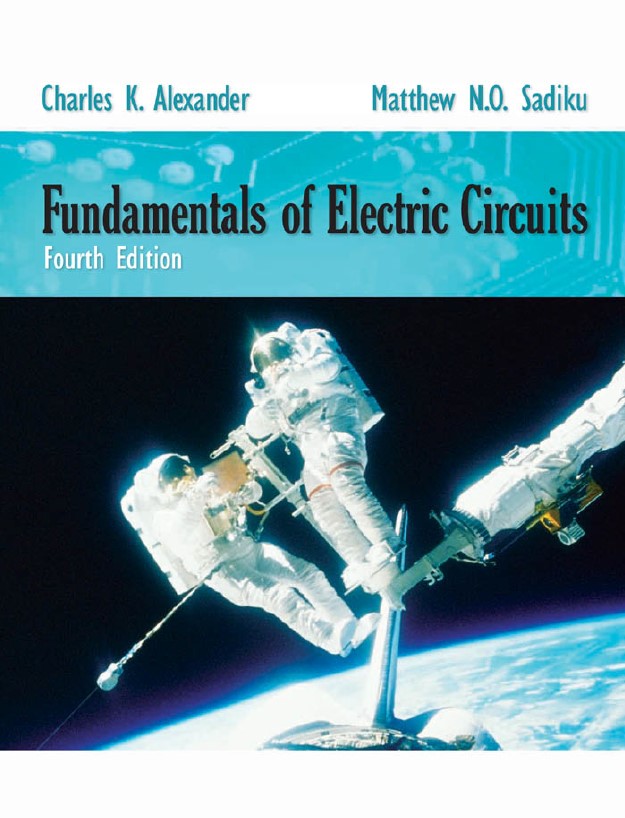 Charles K. Alexander Matthew N.O. Sadiku
Fundamentals of Electric Circuits
Fourth Edition